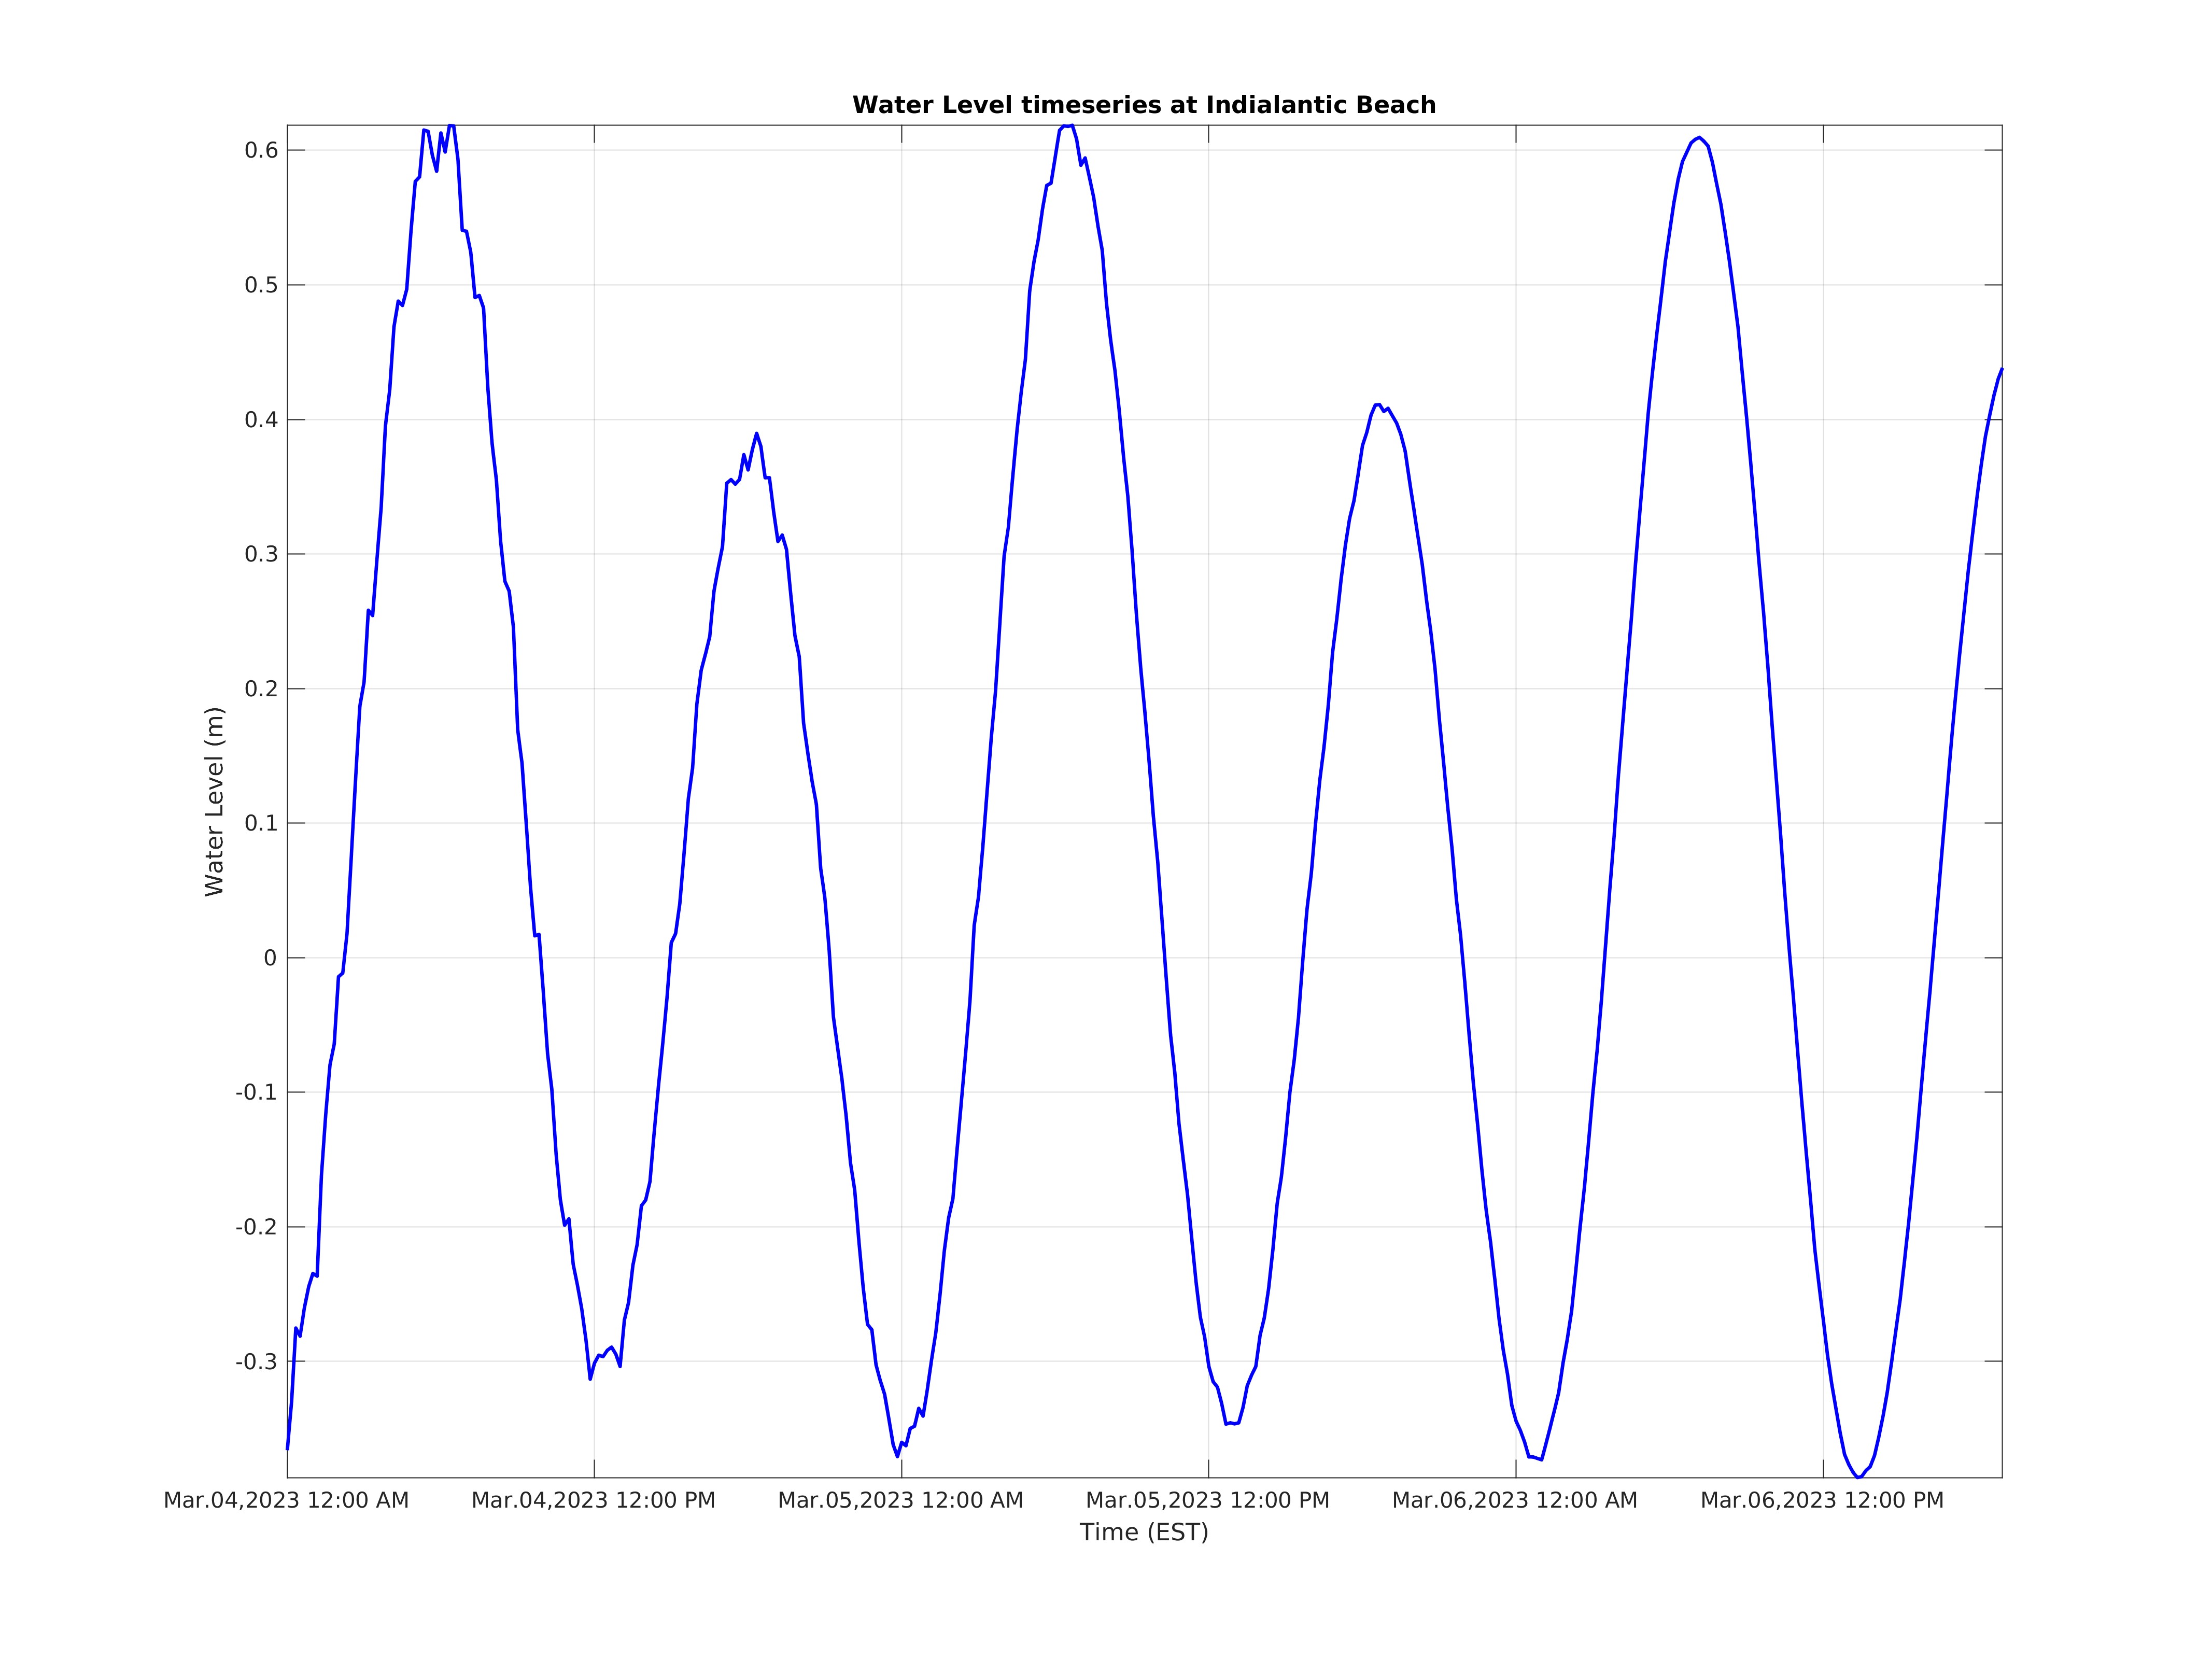 Water Level timeseries at Indialantic Beach
0.6
0.5
0.4
0.3
0.2
0.1
0
-0.1
-0.2
-0.3
Water Level (m)
Mar.04,2023 12:00 AM Mar.04,2023 12:00 PM Mar.05,2023 12:00 AM Mar.05,2023 12:00 PM Mar.06,2023 12:00 AM Mar.06,2023 12:00 PM
Time (EST)